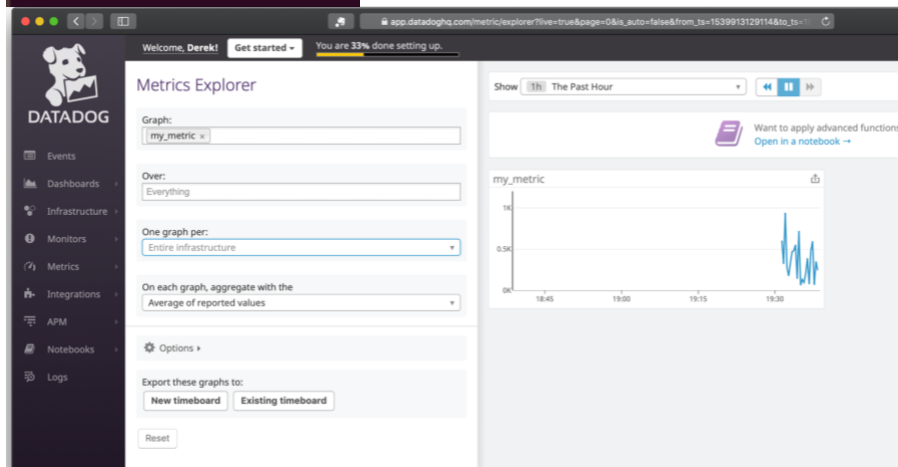 app.datadoghq.com/metric/explorer?live=true&page=0&is_auto=false&from_ts=1539913129114&to_ts=1
Welcome, Derek!
Get started
You are 33% done setting up.
DATADOG
Events
Dashboards
Infrastructure
Monitors
Metrics
Integrations
APM
Notebooks
Logs
Metrics Explorer
Graph:
my_metric ×
Over:
Everything
One graph per:
Entire infrastructure
On each graph, aggregate with the
Average of reported values
Options
Export these graphs to:
New timeboard Existing timeboard
Reset
Show 1h The Past Hour
Want to apply advanced functions
Open in a notebook →
my_metric
1K
0.5K
0K
18:45 19:00 19:15 19:30